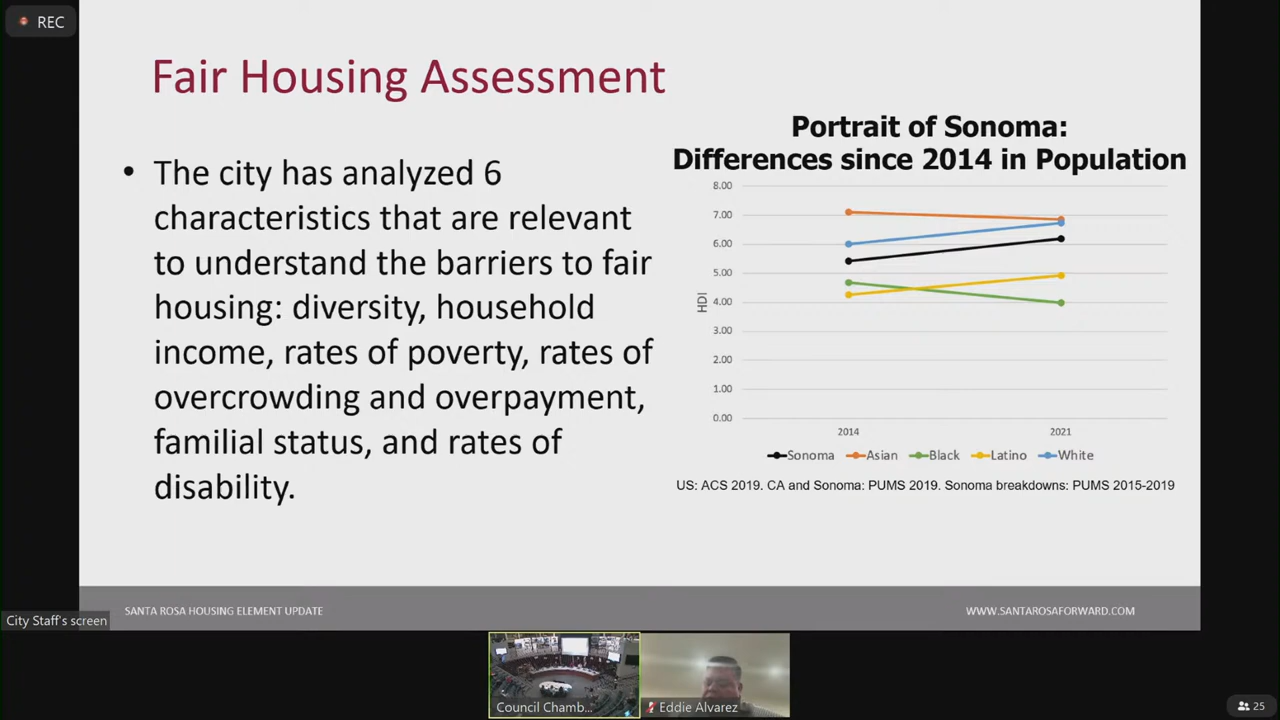 REC
Fair Housing Assessment
• The city has analyzed 6
characteristics that are relevant
to understand the barriers to fair
housing: diversity, household
income, rates of poverty, rates of
overcrowding and overpayment,
familial status, and rates of
disability.
Portrait of Sonoma:
Differences since 2014 in Population
8.00
7.00
6.00
5.00
4.00
3.00
2.00
1.00
0.00
HDI
2014 2021
Sonoma Asian Black Latino White
US: ACS 2019. CA and Sonoma: PUMS 2019. Sonoma breakdowns: PUMS 2015-2019
SANTA ROSA HOUSING ELEMENT UPDATE
WWW.SANTAROSAFORWARD.COM
City Staff's screen
Council Chamb...
Eddie Alvarez
25